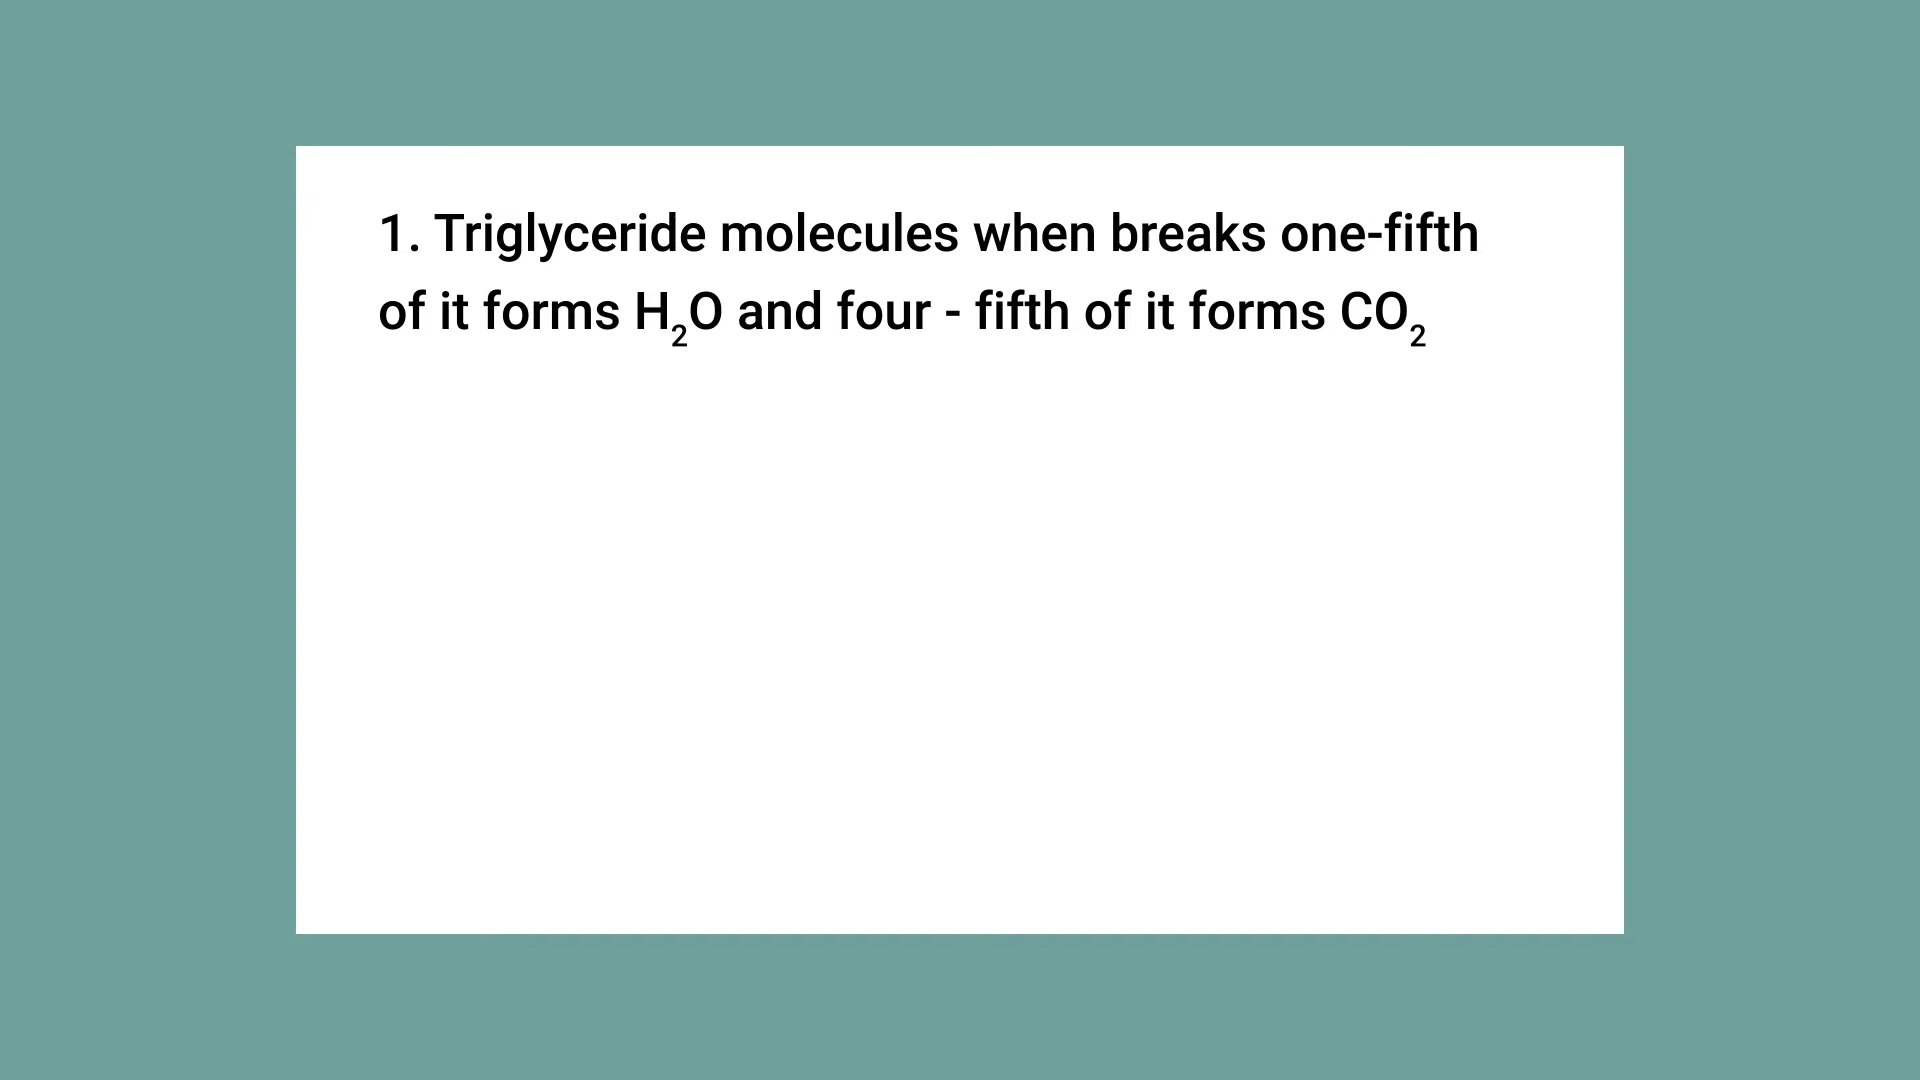 1. Triglyceride molecules when breaks one-fifth
of it forms H₂O and four - fifth of it forms CO₂